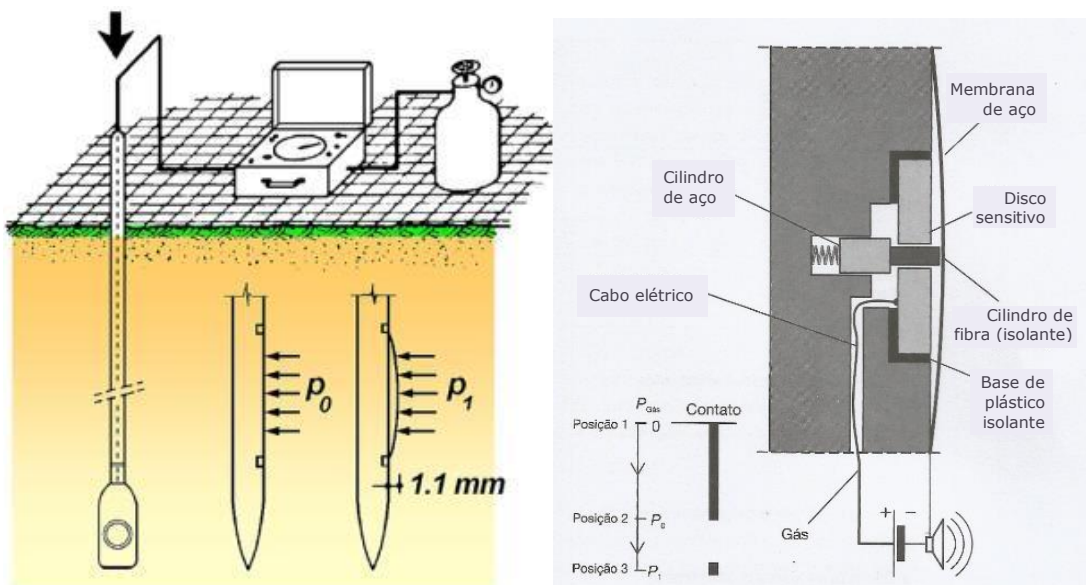 p0
p1
1.1 mm
Membrana
de aço
Cilindro
de aço
Disco
sensitivo
Cabo elétrico
Cilindro de
fibra (isolante)
Base de
plástico
isolante
PGás
Contato
Posição 1
0
Posição 2
P0
Posição 3
P1
Gás
+ −